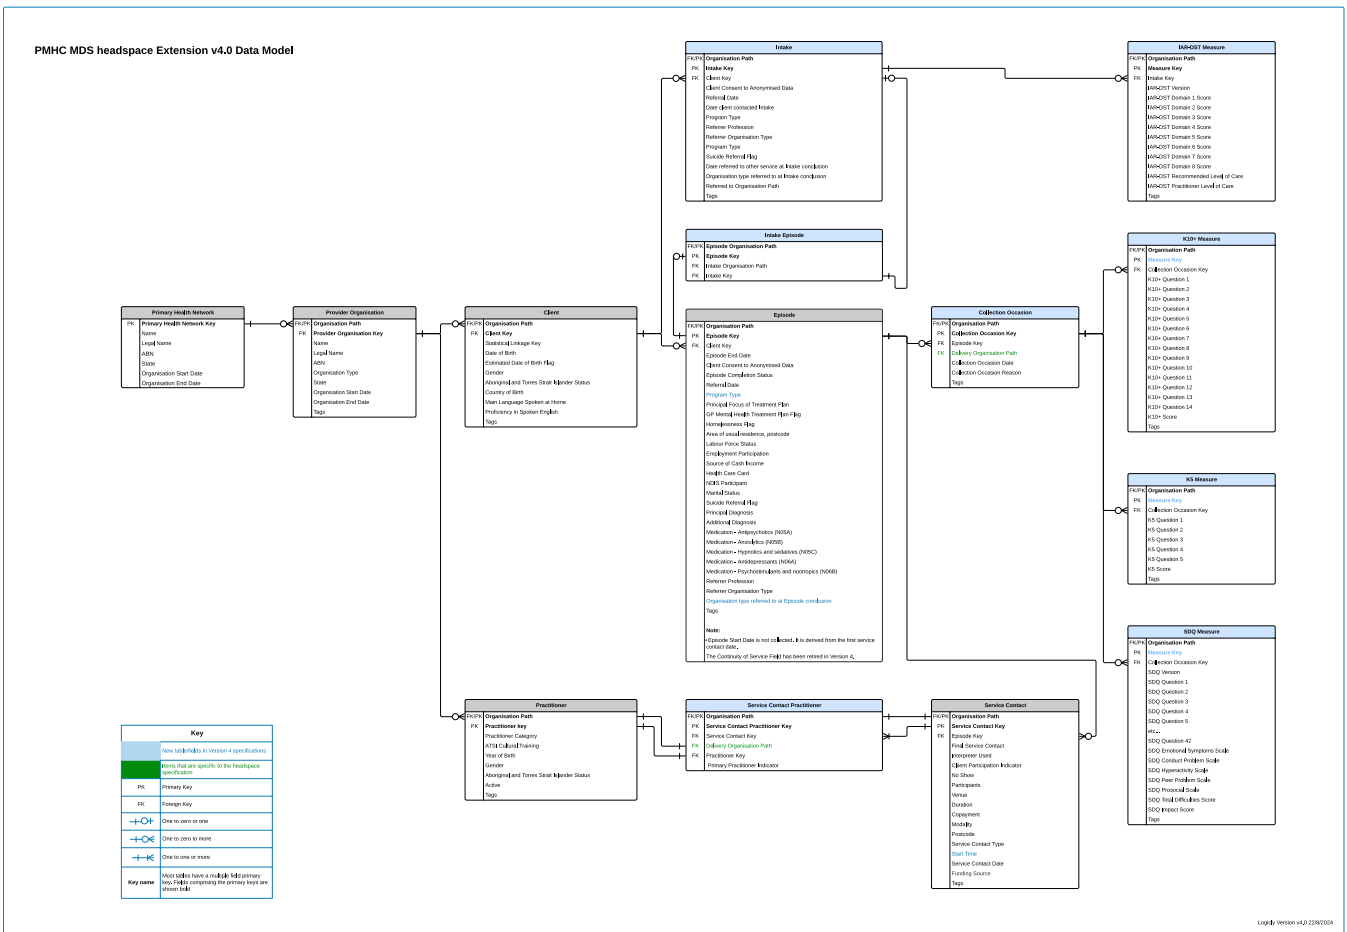 PMHC MDS headspace Extension v4.0 Data Model
Intake
FK/PK Organisation Path
PK Intake Key
FK Client Key
Client Consent to Anonymised Data
Referral Date
Date client contacted Intake
Program Type
Referrer Profession
Referrer Organisation Type
Program Type
Suicide Referral Flag
Date referred to other service at Intake conclusion
Organisation type referred to at Intake conclusion
Referred to Organisation Path
Tags
IAR-DST Measure
FK/PK Organisation Path
PK Measure Key
FK Intake Key
IAR-DST Version
IAR-DST Domain 1 Score
IAR-DST Domain 2 Score
IAR-DST Domain 3 Score
IAR-DST Domain 4 Score
IAR-DST Domain 5 Score
IAR-DST Domain 6 Score
IAR-DST Domain 7 Score
IAR-DST Domain 8 Score
IAR-DST Recommended Level of Care
IAR-DST Practitioner Level of Care
Tags
Intake Episode
FK/PK Episode Organisation Path
PK Episode Key
FK Intake Organisation Path
FK Intake Key
K10+ Measure
FK/PK Organisation Path
PK Measure Key
FK Collection Occasion Key
K10+ Question 1
K10+ Question 2
K10+ Question 3
K10+ Question 4
K10+ Question 5
K10+ Question 6
K10+ Question 7
K10+ Question 8
K10+ Question 9
K10+ Question 10
K10+ Question 11
K10+ Question 12
K10+ Question 13
K10+ Question 14
K10+ Score
Tags
Primary Health Network
PK Primary Health Network Key
Name
Legal Name
ABN
State
Organisation Start Date
Organisation End Date
Provider Organisation
FK/PK Organisation Path
PK Provider Organisation Key
Name
Legal Name
ABN
Organisation Type
State
Organisation Start Date
Organisation End Date
Tags
Client
FK/PK Organisation Path
PK Client Key
Statistical Linkage Key
Date of Birth
Estimated Date of Birth Flag
Gender
Aboriginal and Torres Strait Islander Status
Country of Birth
Main Language Spoken at Home
Proficiency in Spoken English
Tags
Episode
FK/PK Organisation Path
PK Episode Key
FK Client Key
Episode End Date
Client Consent to Anonymised Data
Episode Completion Status
Referral Date
Program Type
Principal Focus of Treatment Plan
GP Mental Health Treatment Plan Flag
Homelessness Flag
Area of usual residence, postcode
Labour Force Status
Employment Participation
Source of Cash Income
Health Care Card
NDIS Participant
Marital Status
Suicide Referral Flag
Principal Diagnosis
Additional Diagnosis
Medication - Antipsychotics (N05A)
Medication - Anxiolytics (N05B)
Medication - Hypnotics and sedatives (N05C)
Medication - Antidepressants (N06A)
Medication - Psychostimulants and nootropics (N06B)
Referrer Profession
Referrer Organisation Type
Organisation type referred to at Episode conclusion
Tags
Note:
• Episode Start Date is not collected. It is derived from the first service
contact date.
The Continuity of Service Field has been retired in Version 4.
Collection Occasion
FK/PK Organisation Path
PK Collection Occasion Key
FK Episode Key
FK Delivery Organisation Path
Collection Occasion Date
Collection Occasion Reason
Tags
K5 Measure
FK/PK Organisation Path
PK Measure Key
FK Collection Occasion Key
K5 Question 1
K5 Question 2
K5 Question 3
K5 Question 4
K5 Question 5
K5 Score
Tags
SDQ Measure
FK/PK Organisation Path
PK Measure Key
FK Collection Occasion Key
SDQ Version
SDQ Question 1
SDQ Question 2
SDQ Question 3
SDQ Question 4
SDQ Question 5
etc...
SDQ Question 42
SDQ Emotional Symptoms Scale
SDQ Conduct Problem Scale
SDQ Hyperactivity Scale
SDQ Peer Problem Scale
SDQ Prosocial Scale
SDQ Total Difficulties Score
SDQ Impact Score
Tags
Practitioner
FK/PK Organisation Path
PK Practitioner key
Practitioner Category
ATSI Cultural Training
Year of Birth
Gender
Aboriginal and Torres Strait Islander Status
Active
Tags
Service Contact Practitioner
FK/PK Organisation Path
PK Service Contact Practitioner Key
FK Service Contact Key
FK Delivery Organisation Path
FK Practitioner Key
Primary Practitioner Indicator
Service Contact
FK/PK Organisation Path
PK Service Contact Key
FK Episode Key
Final Service Contact
Interpreter Used
Client Participation Indicator
No Show
Participants
Venue
Duration
Copayment
Modality
Postcode
Service Contact Type
Start Time
Service Contact Date
Funding Source
Tags
Key
New table/fields in Version 4 specifications
Items that are specific to the headspace
specification
PK Primary Key
FK Foreign Key
One to zero or one
One to zero to more
One to one or more
Key name
Most tables have a multiple field primary
key. Fields comprising the primary keys are
shown bold
Logicly Version v4.0 22/8/2024